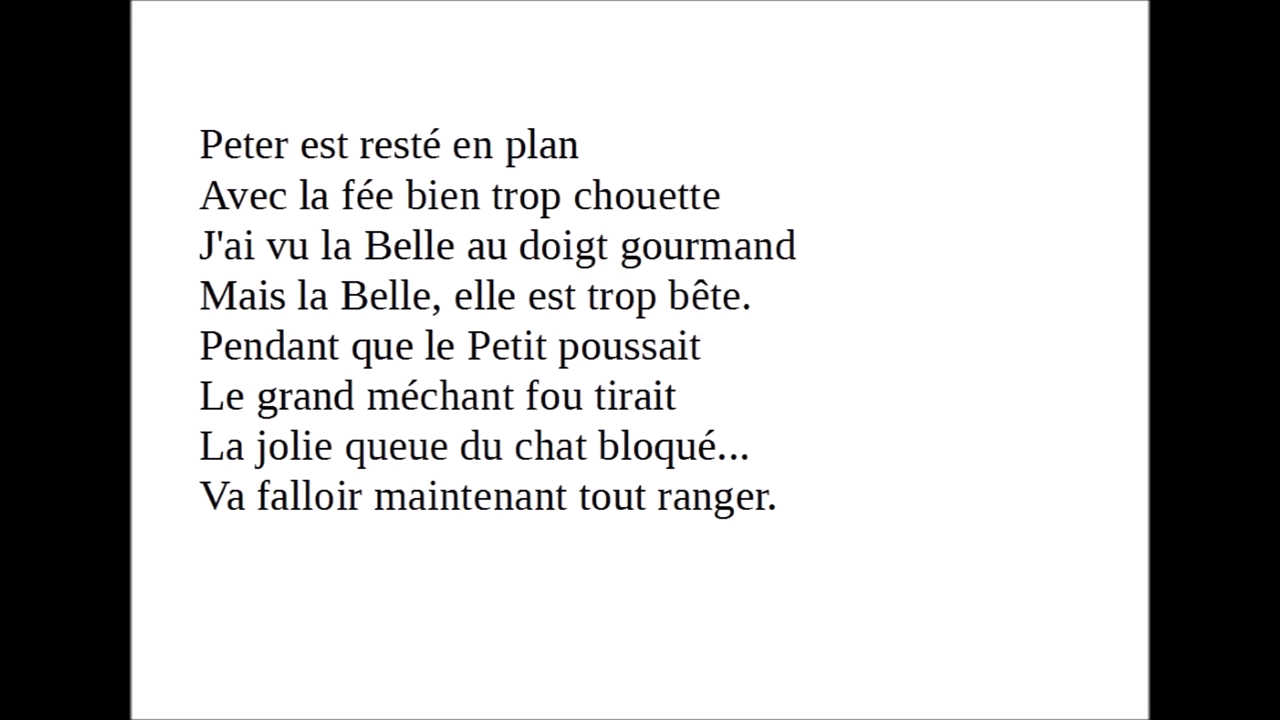 Peter est resté en plan
Avec la fée bien trop chouette
J'ai vu la Belle au doigt gourmand
Mais la Belle, elle est trop bête.
Pendant que le Petit poussait
Le grand méchant fou tirait
La jolie queue du chat bloqué...
Va falloir maintenant tout ranger.